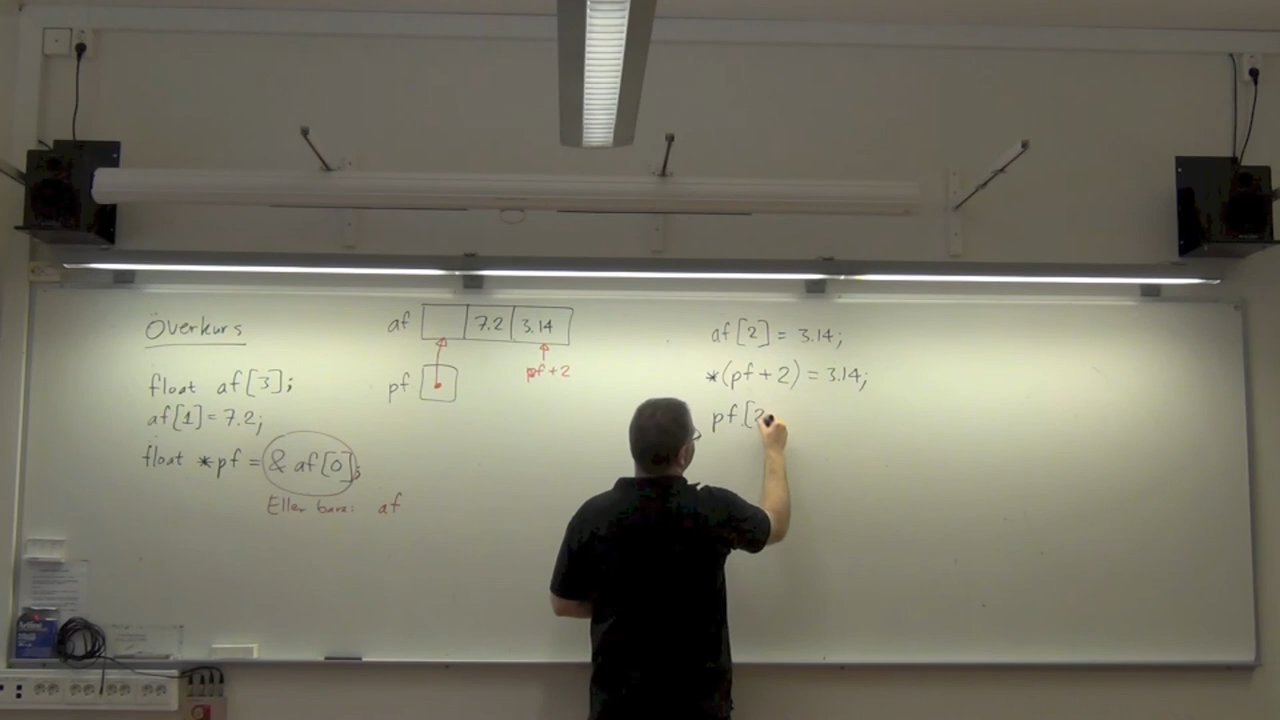 Överkurs
float af[3];
af[1] = 7.2;
float *pf = & af[0];
Eller bara: af
af 7.2 3.14
pf
pf+2
af[2] = 3.14;
*(pf+2) = 3.14;
pf[2